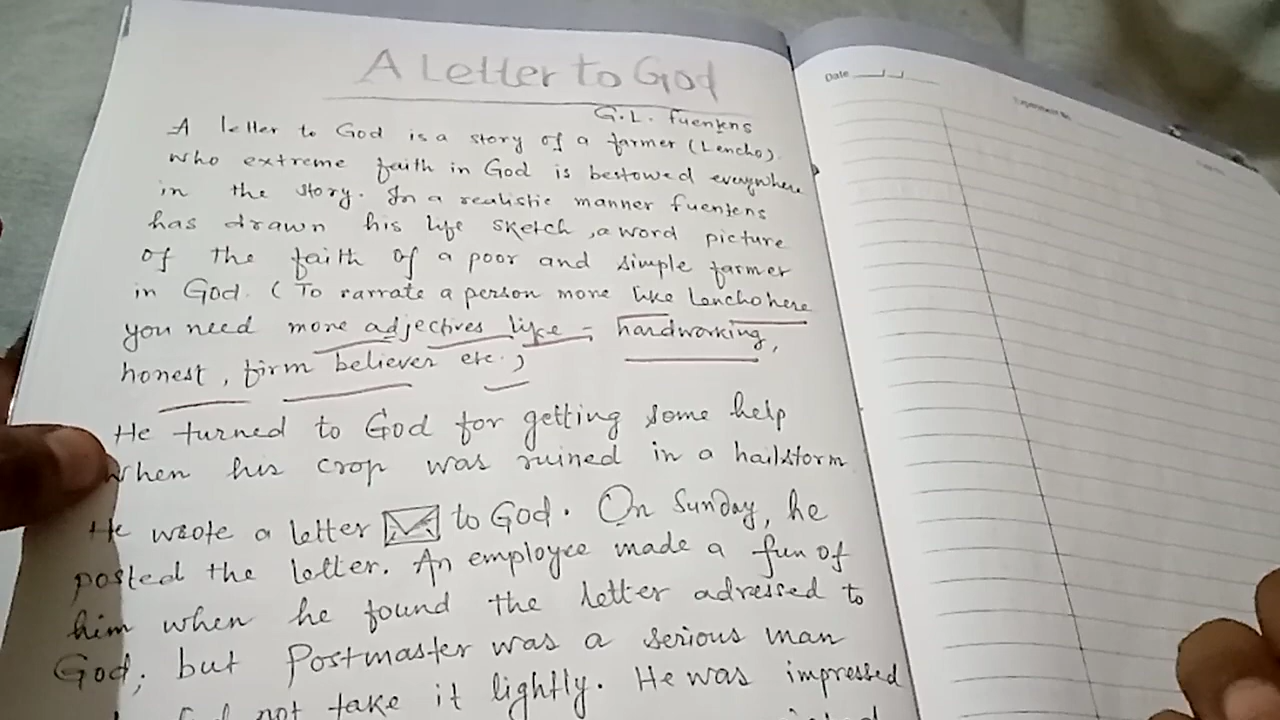 A Letter to God
G.L. fuentens
A letter to God is a story of a farmer (Lencho).
Who extreme faith in God is bestowed everywhere
in the story. In a realistic manner fuentens
has drawn his life sketch, a word picture
of the faith of a poor and simple farmer
in God. (To narrate a person more like Lencho here
you need more adjectives like - hardworking,
honest, firm believer etc.)
He turned to God for getting some help
When his crop was ruined in a hailstorm
He wrote a letter to God. On Sunday, he
posted the letter. An employee made a fun of
him when he found the letter adressed to
God; but Postmaster was a serious man
not take it lightly. He was impressed
Date
Experiment No.